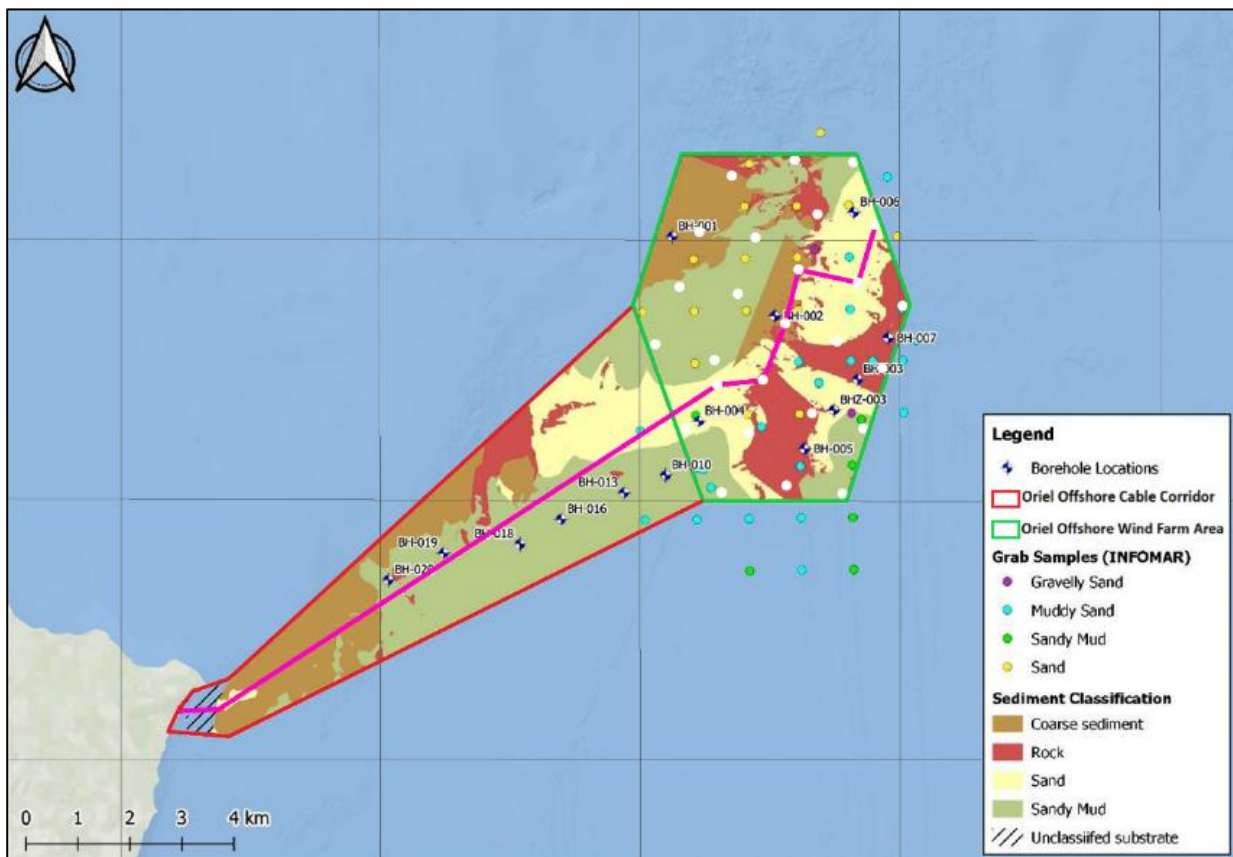 BH-006
BH-001
BH-002
BH-007
BH-003
BHZ-003
BH-004
BH-005
BH-010
BH-013
BH-016
BH-018
BH-019
BH-020
Legend
Borehole Locations
Oriel Offshore Cable Corridor
Oriel Offshore Wind Farm Area
Grab Samples (INFOMAR)
Gravelly Sand
Muddy Sand
Sandy Mud
Sand
Sediment Classification
Coarse sediment
Rock
Sand
Sandy Mud
Unclassiifed substrate
0 1 2 3 4 km